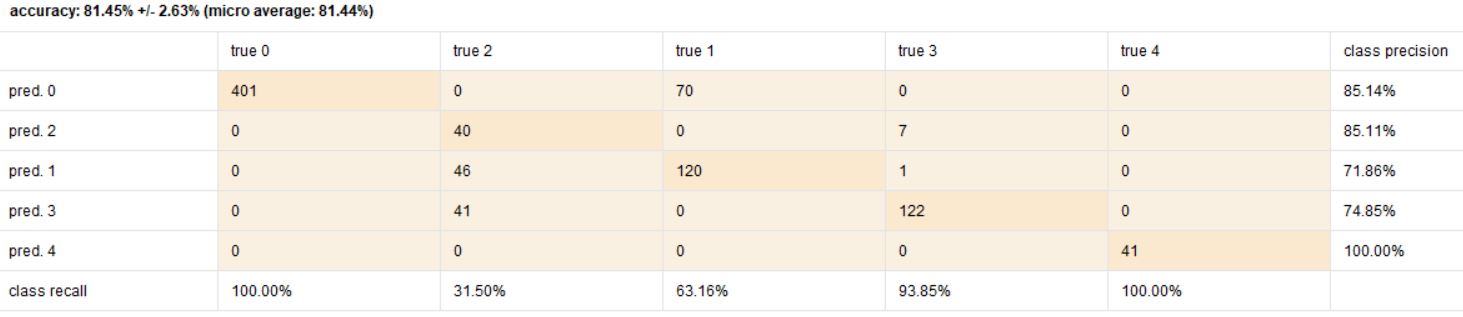 accuracy: 81.45% +/- 2.63% (micro average: 81.44%)
true 0 true 2 true 1 true 3 true 4 class precision
pred. 0 401 0 70 0 0 85.14%
pred. 2 0 40 0 7 0 85.11%
pred. 1 0 46 120 1 0 71.86%
pred. 3 0 41 0 122 0 74.85%
pred. 4 0 0 0 0 41 100.00%
class recall 100.00% 31.50% 63.16% 93.85% 100.00%